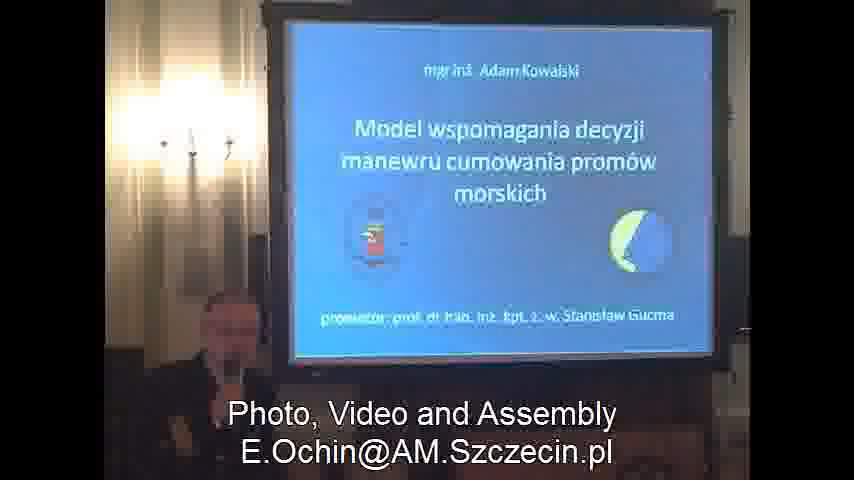 mgr inż. Adam Kowalski
Model wspomagania decyzji
manewru cumowania promów
morskich
promotor: prof. dr hab. inż. kpt. ż. w. Stanisław Gucma
Photo, Video and Assembly
E.Ochin@AM.Szczecin.pl